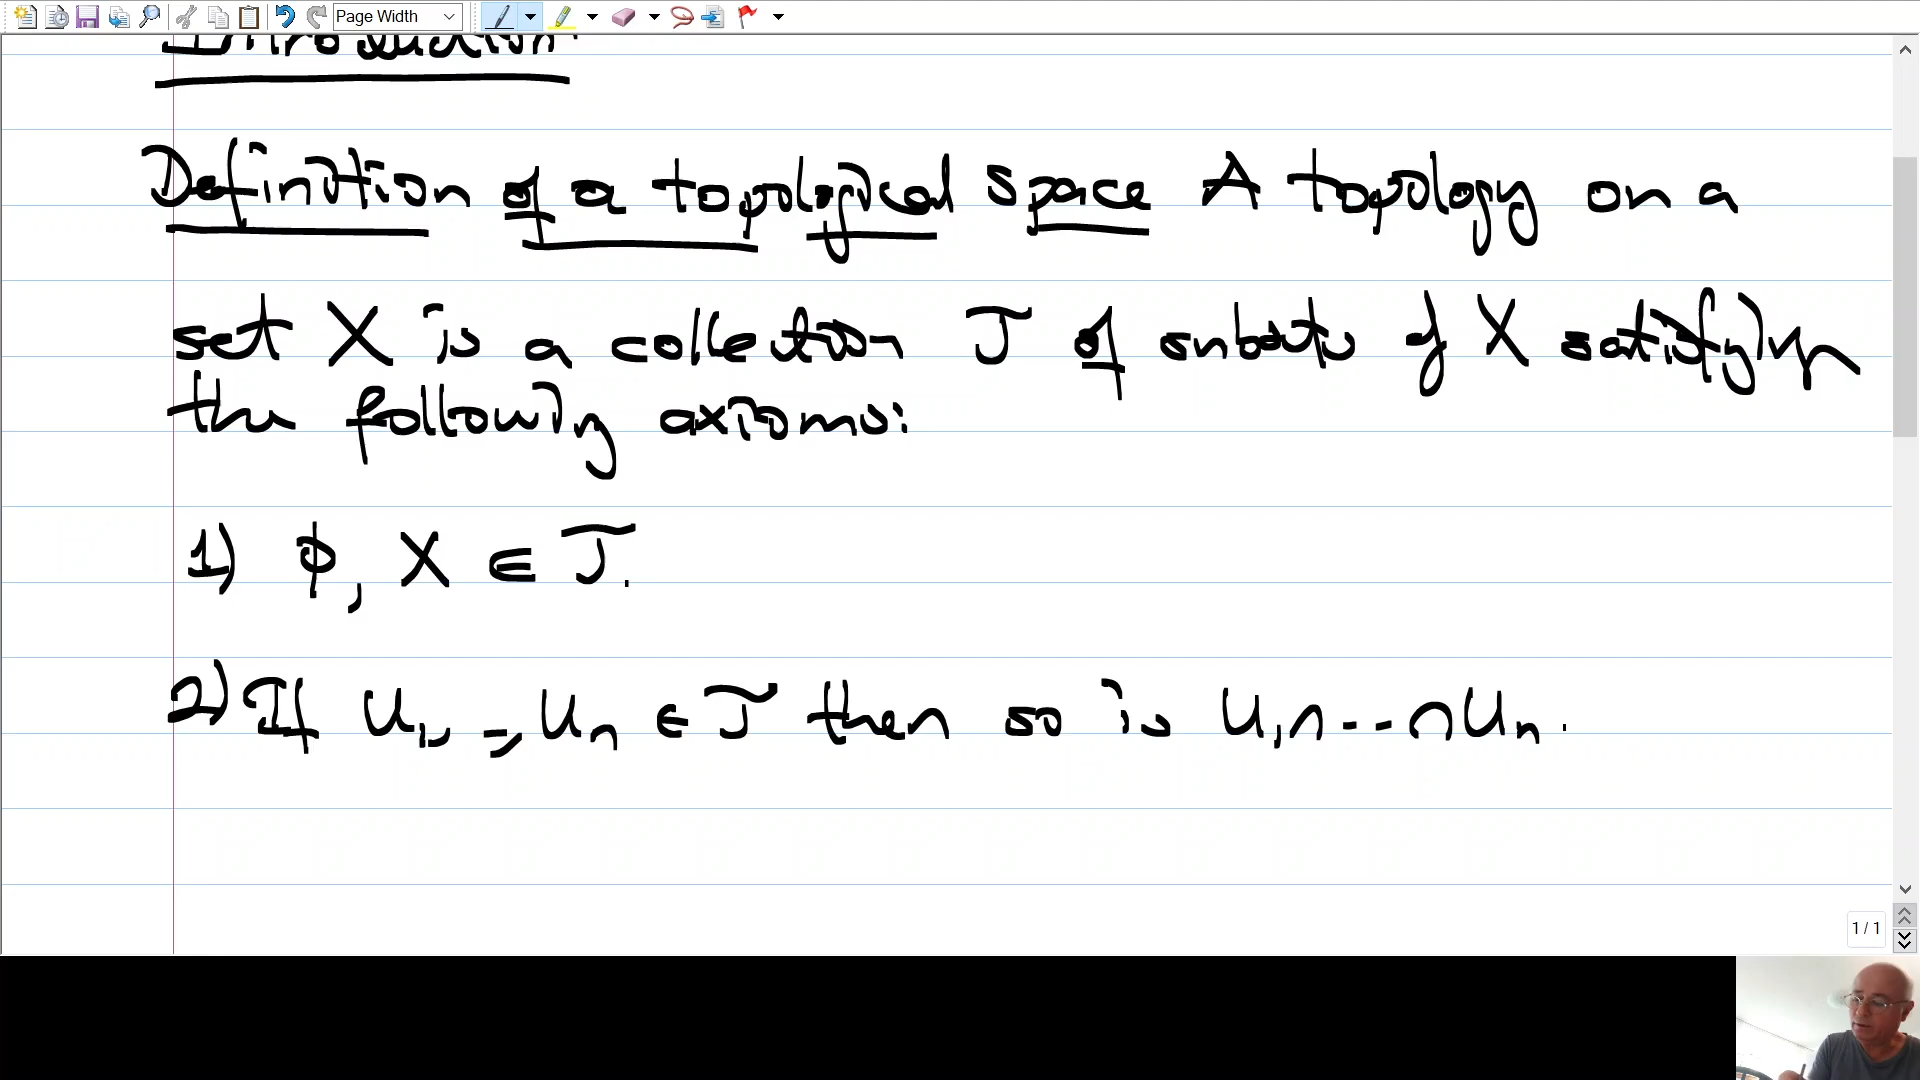 Page Width
Introduction
Definition of a topological space A topology on a
set X is a collection T of subsets of X satisfying
the following axioms:
1) ϕ, X ∈ T.
2) If U₁, --, Uₙ ∈ T then so is U₁∩--∩Uₙ.
1 / 1